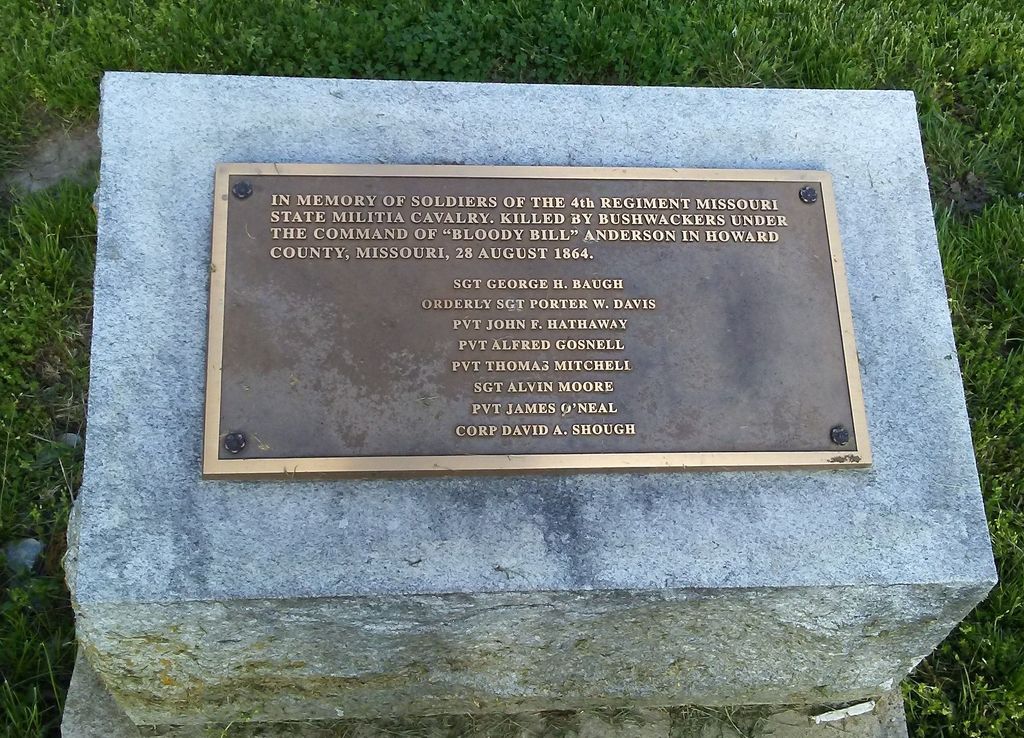 IN MEMORY OF SOLDIERS OF THE 4th REGIMENT MISSOURI
STATE MILITIA CAVALRY. KILLED BY BUSHWACKERS UNDER
THE COMMAND OF “BLOODY BILL” ANDERSON IN HOWARD
COUNTY, MISSOURI, 28 AUGUST 1864.
SGT GEORGE H. BAUGH
ORDERLY SGT PORTER W. DAVIS
PVT JOHN F. HATHAWAY
PVT ALFRED GOSNELL
PVT THOMAS MITCHELL
SGT ALVIN MOORE
PVT JAMES O’NEAL
CORP DAVID A. SHOUGH